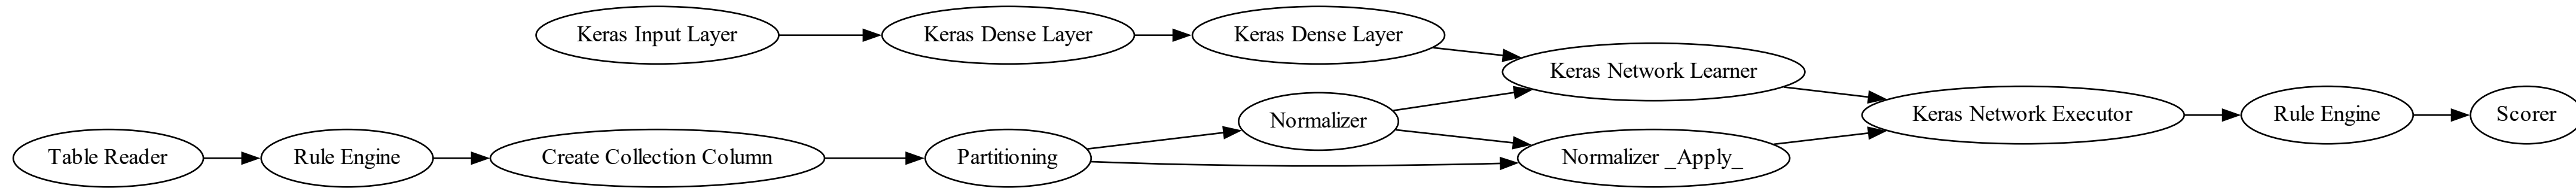 Keras Input Layer
Keras Dense Layer
Keras Dense Layer
Keras Network Learner
Normalizer
Keras Network Executor
Rule Engine
Scorer
Table Reader
Rule Engine
Create Collection Column
Partitioning
Normalizer _Apply_